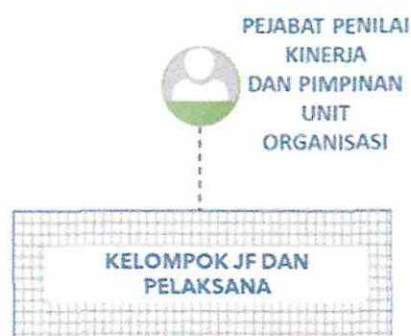 PEJABAT PENILAI
KINERJA
DAN PIMPINAN
UNIT
ORGANISASI
KELOMPOK JF DAN
PELAKSANA